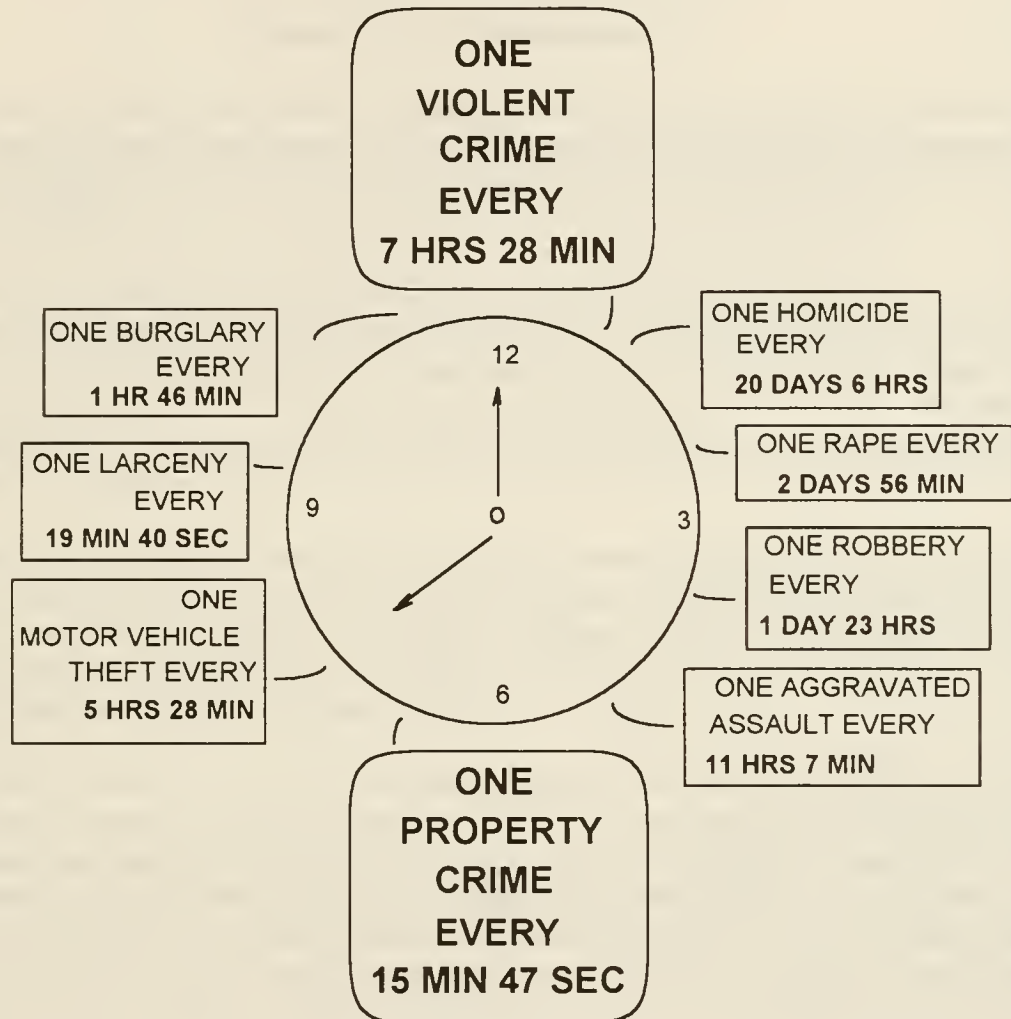 ONE
VIOLENT
CRIME
EVERY
7 HRS 28 MIN
ONE BURGLARY
EVERY
1 HR 46 MIN
ONE HOMICIDE
EVERY
20 DAYS 6 HRS
12
ONE LARCENY
EVERY
19 MIN 40 SEC
ONE RAPE EVERY
2 DAYS 56 MIN
9
3
ONE
MOTOR VEHICLE
THEFT EVERY
5 HRS 28 MIN
ONE ROBBERY
EVERY
1 DAY 23 HRS
6
ONE AGGRAVATED
ASSAULT EVERY
11 HRS 7 MIN
ONE
PROPERTY
CRIME
EVERY
15 MIN 47 SEC